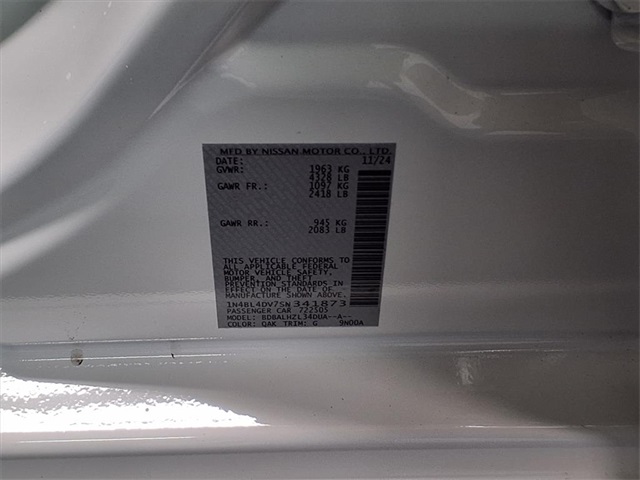 MFD BY NISSAN MOTOR CO., LTD.
DATE: 11/24
GVWR: 1963 KG
4328 LB
GAWR FR.: 1097 KG
2418 LB
GAWR RR.: 945 KG
2083 LB
THIS VEHICLE CONFORMS TO
ALL APPLICABLE FEDERAL
MOTOR VEHICLE SAFETY,
BUMPER, AND THEFT
PREVENTION STANDARDS IN
EFFECT ON THE DATE OF
MANUFACTURE SHOWN ABOVE.
1N4BL4DV7SN341873
PASSENGER CAR 722505
MODEL: BDBALHZL34DUA--A--
COLOR: QAK TRIM: G 9N00A